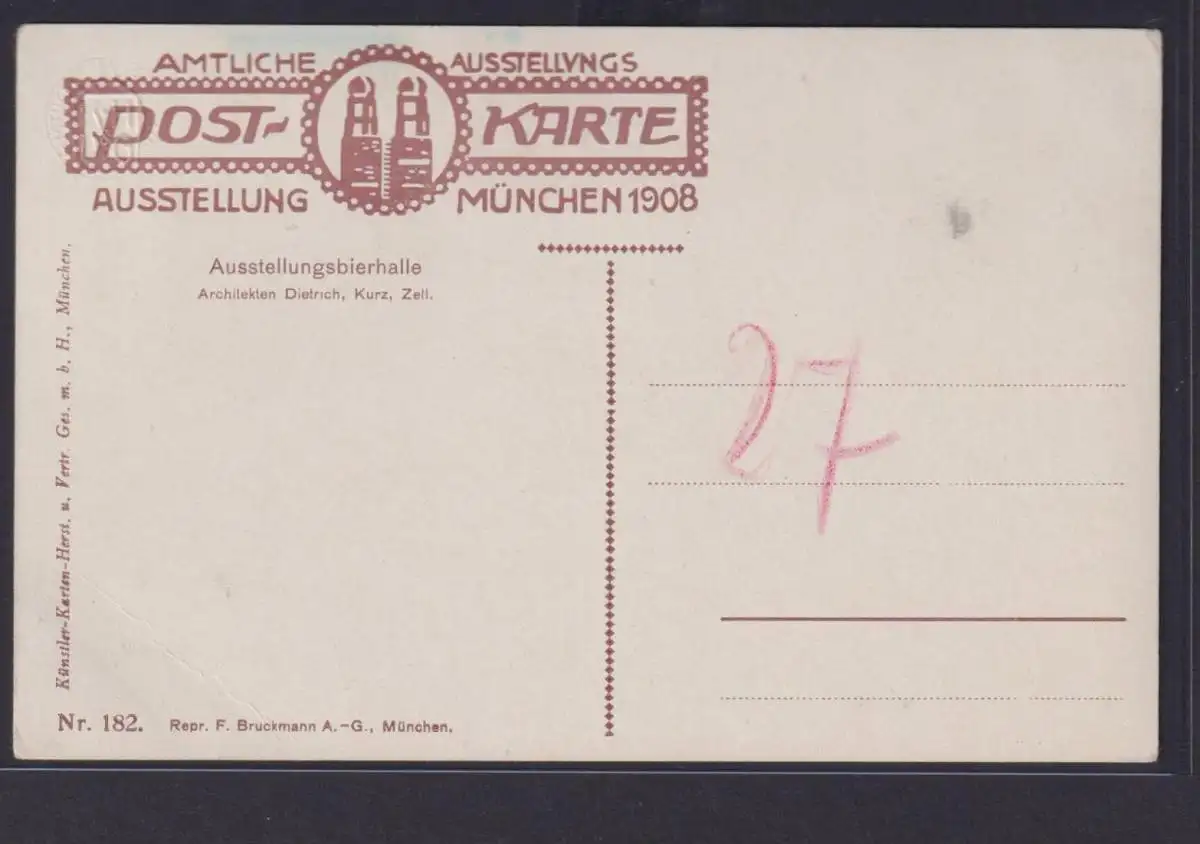 AMTLICHE AUSSTELLVNGS
POST- KARTE
AUSSTELLUNG MÜNCHEN 1908
Ausstellungsbierhalle
Architekten Dietrich, Kurz, Zell.
27
Künstler-Karten-Herst. u. Vertr. Ges. m. b. H., München.
Nr. 182. Repr. F. Bruckmann A.-G., München.